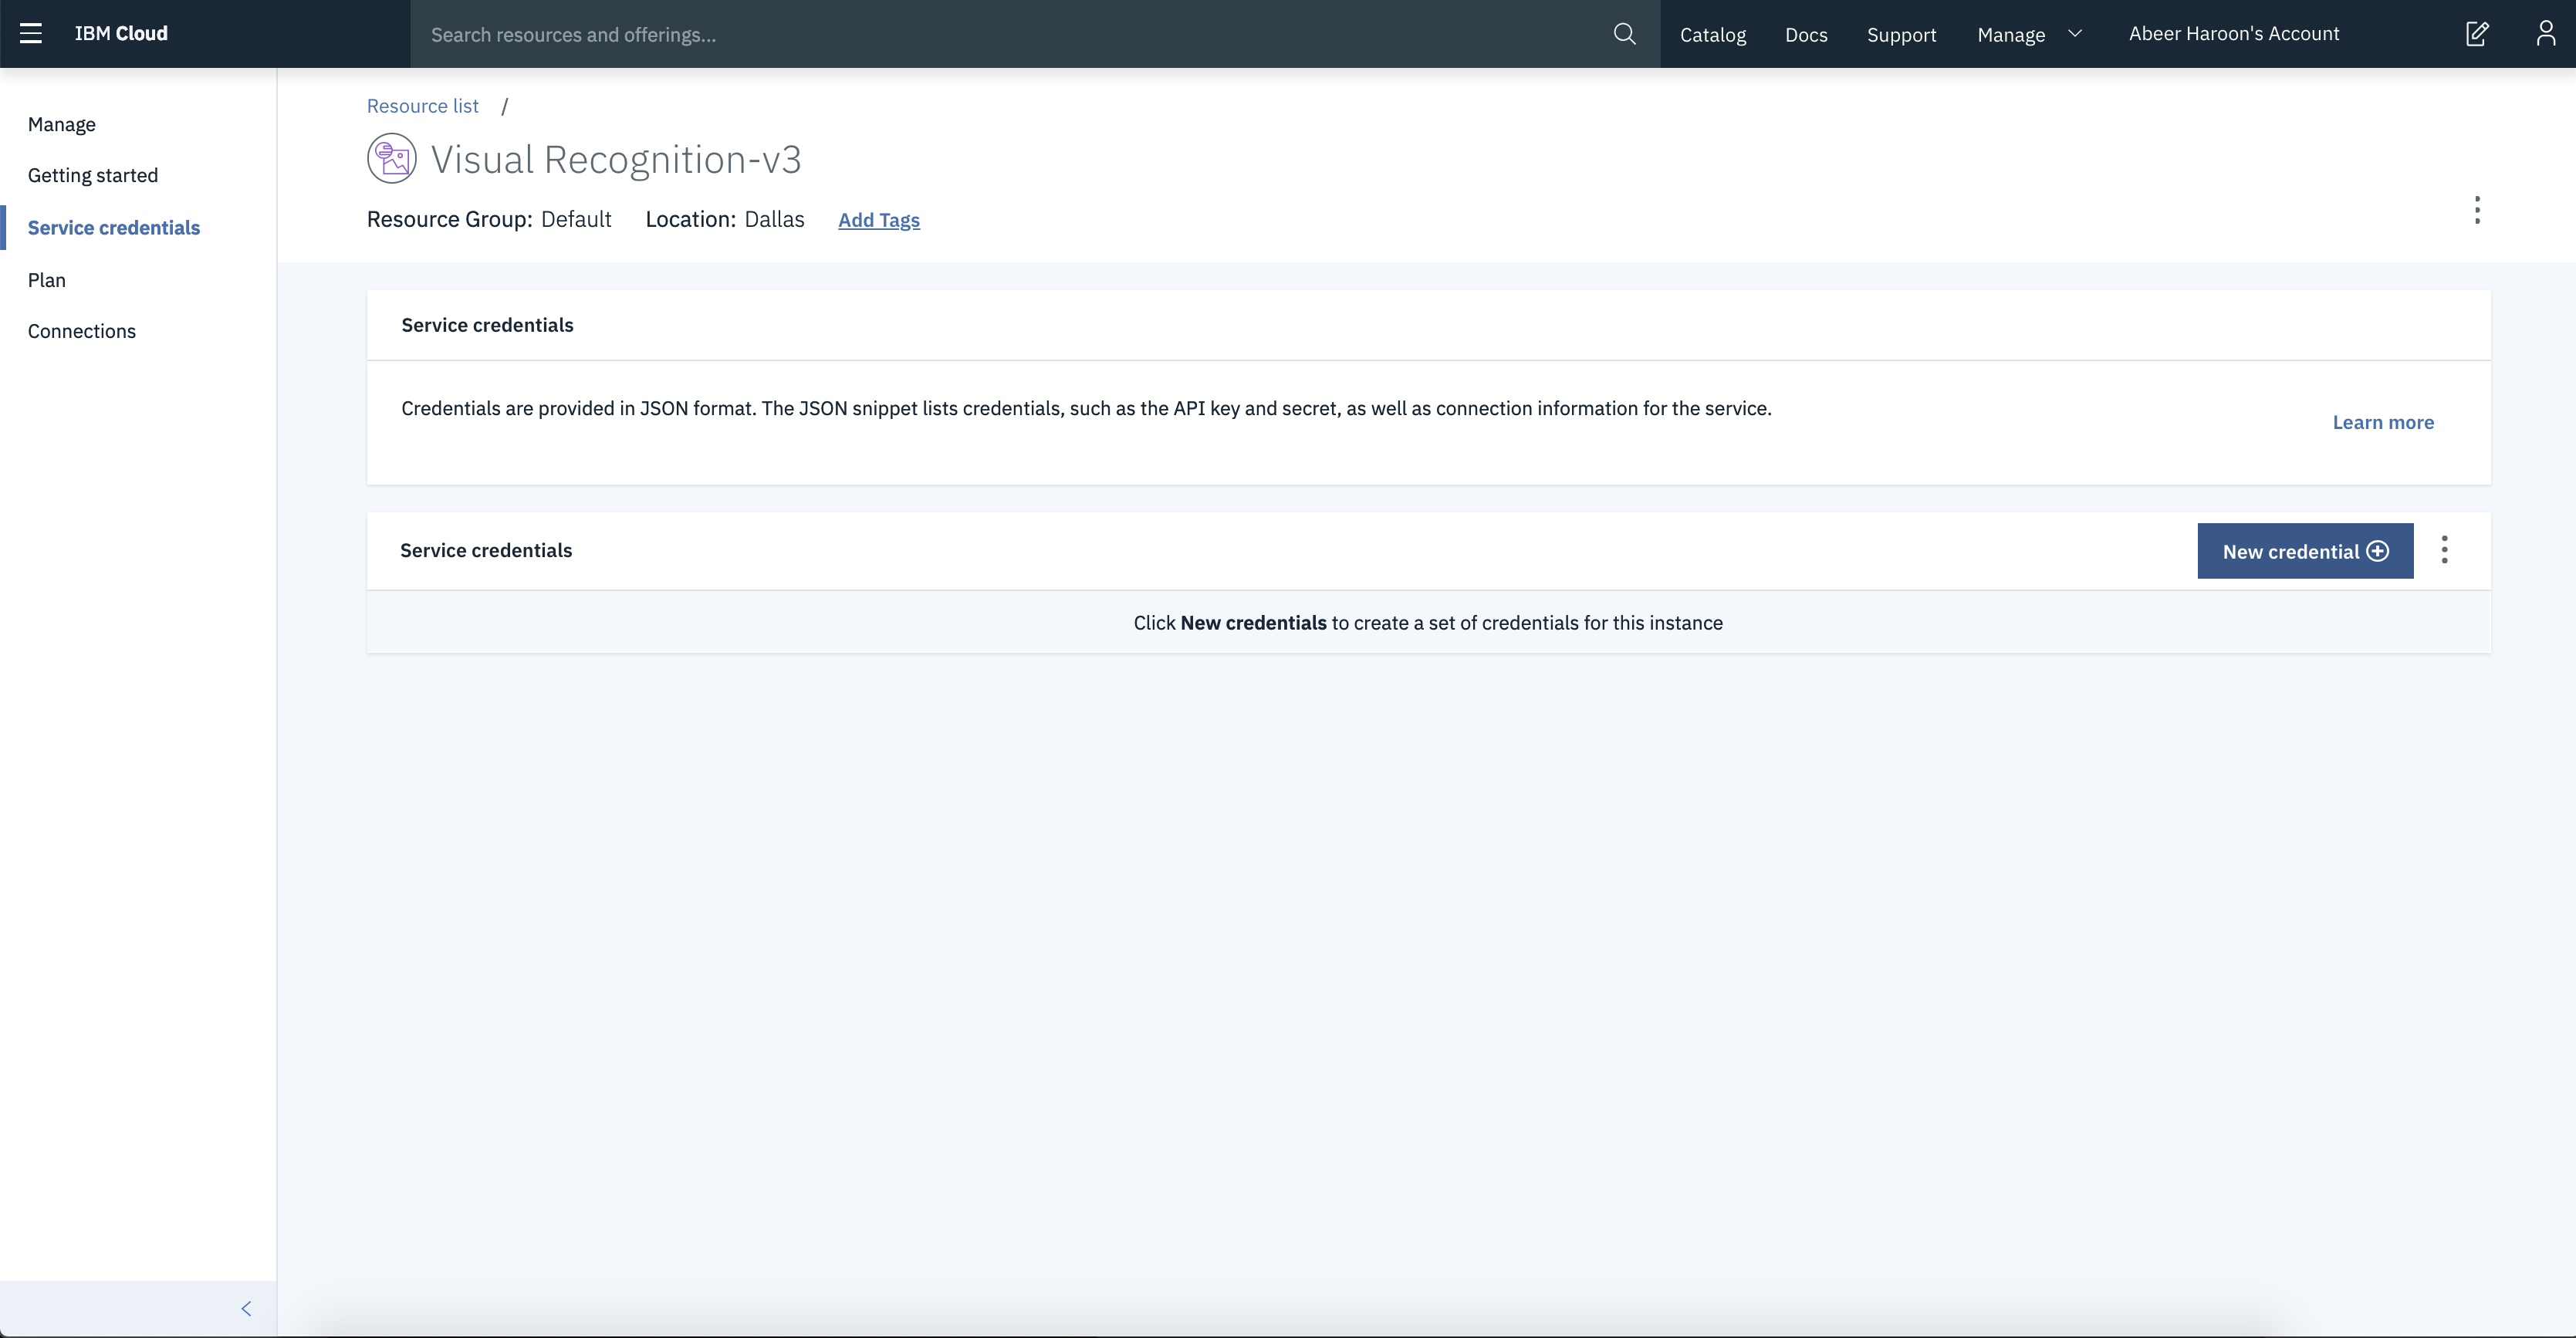 IBM Cloud
Search resources and offerings...
Catalog
Docs
Support
Manage
Abeer Haroon's Account
Manage
Getting started
Service credentials
Plan
Connections
Resource list /
Visual Recognition-v3
Resource Group: Default Location: Dallas Add Tags
Service credentials
Credentials are provided in JSON format. The JSON snippet lists credentials, such as the API key and secret, as well as connection information for the service.
Learn more
Service credentials
New credential
Click New credentials to create a set of credentials for this instance